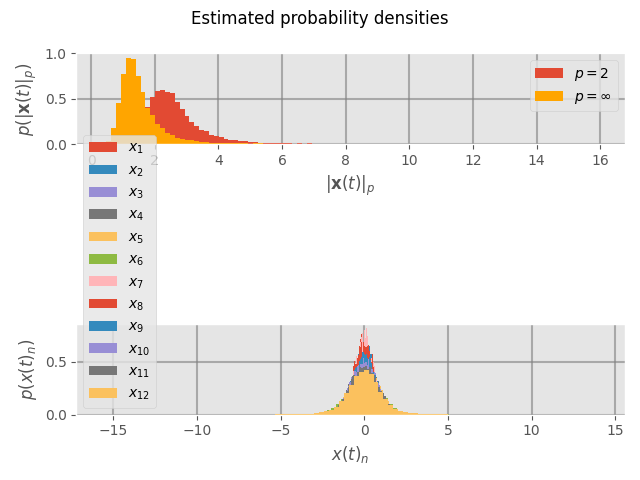 Estimated probability densities
p(|x(t)|p)
1.0
0.5
0.0
p = 2
p = ∞
0 2 4 6 8 10 12 14 16
|x(t)|p
x1
x2
x3
x4
x5
x6
x7
x8
x9
x10
x11
x12
p(x(t)n)
0.5
0.0
−15 −10 −5 0 5 10 15
x(t)n